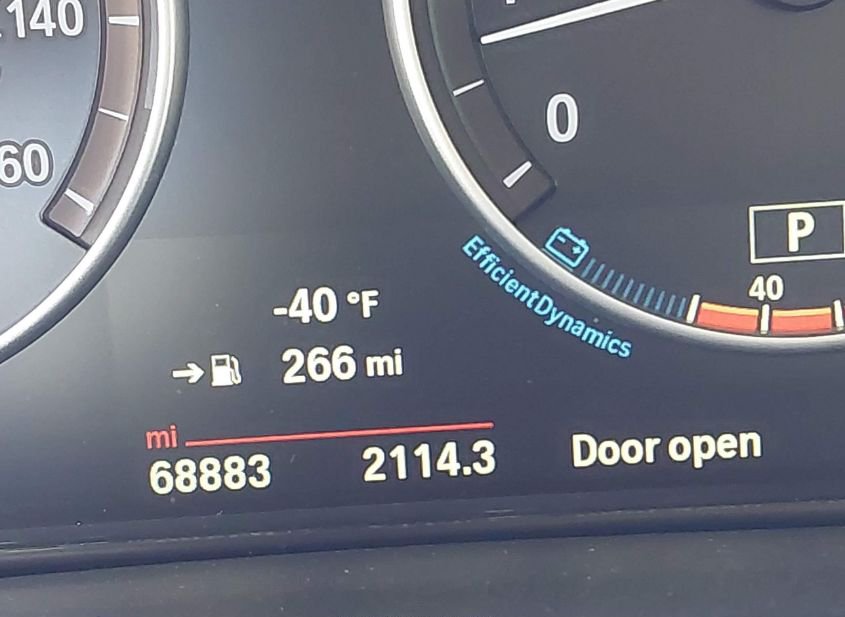 140
60
0
P
EfficientDynamics
40
-40 °F
266 mi
mi
68883 2114.3 Door open